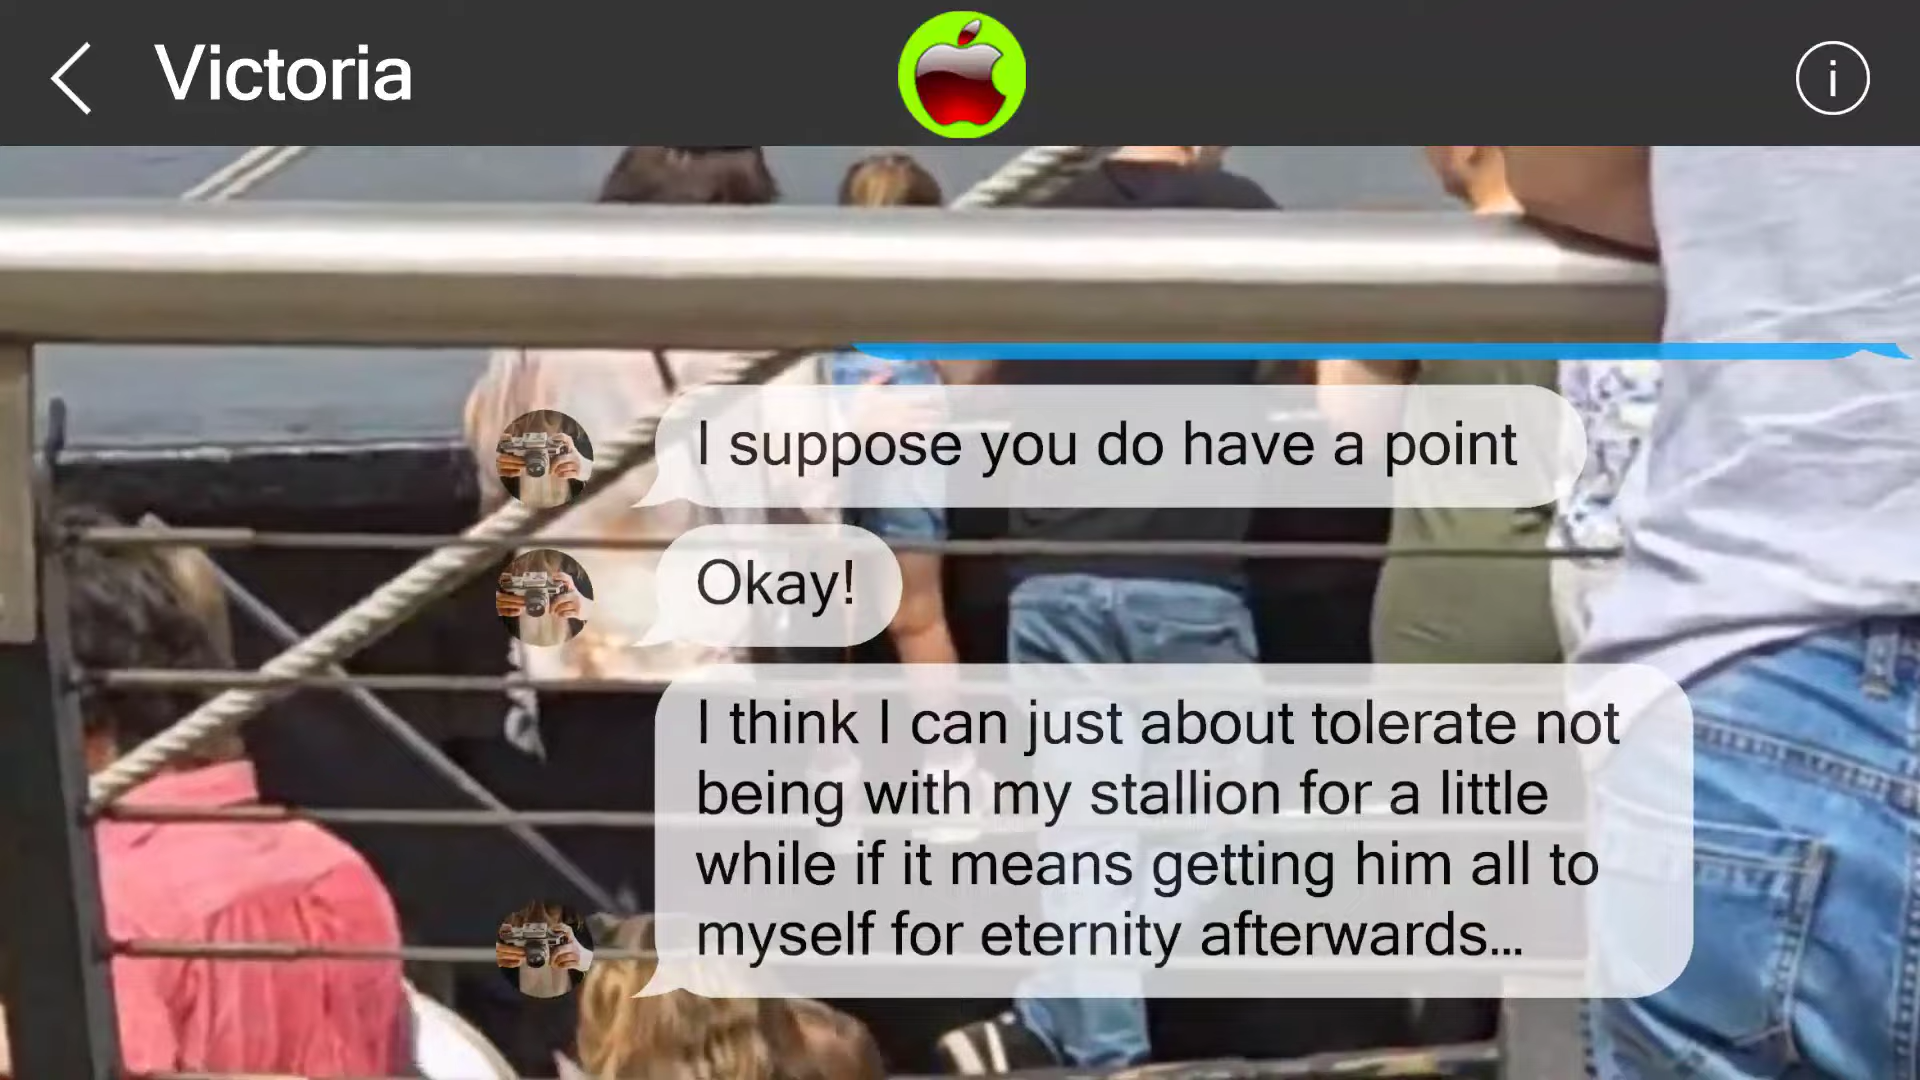 Victoria
i
I suppose you do have a point
Okay!
I think I can just about tolerate not
being with my stallion for a little
while if it means getting him all to
myself for eternity afterwards...